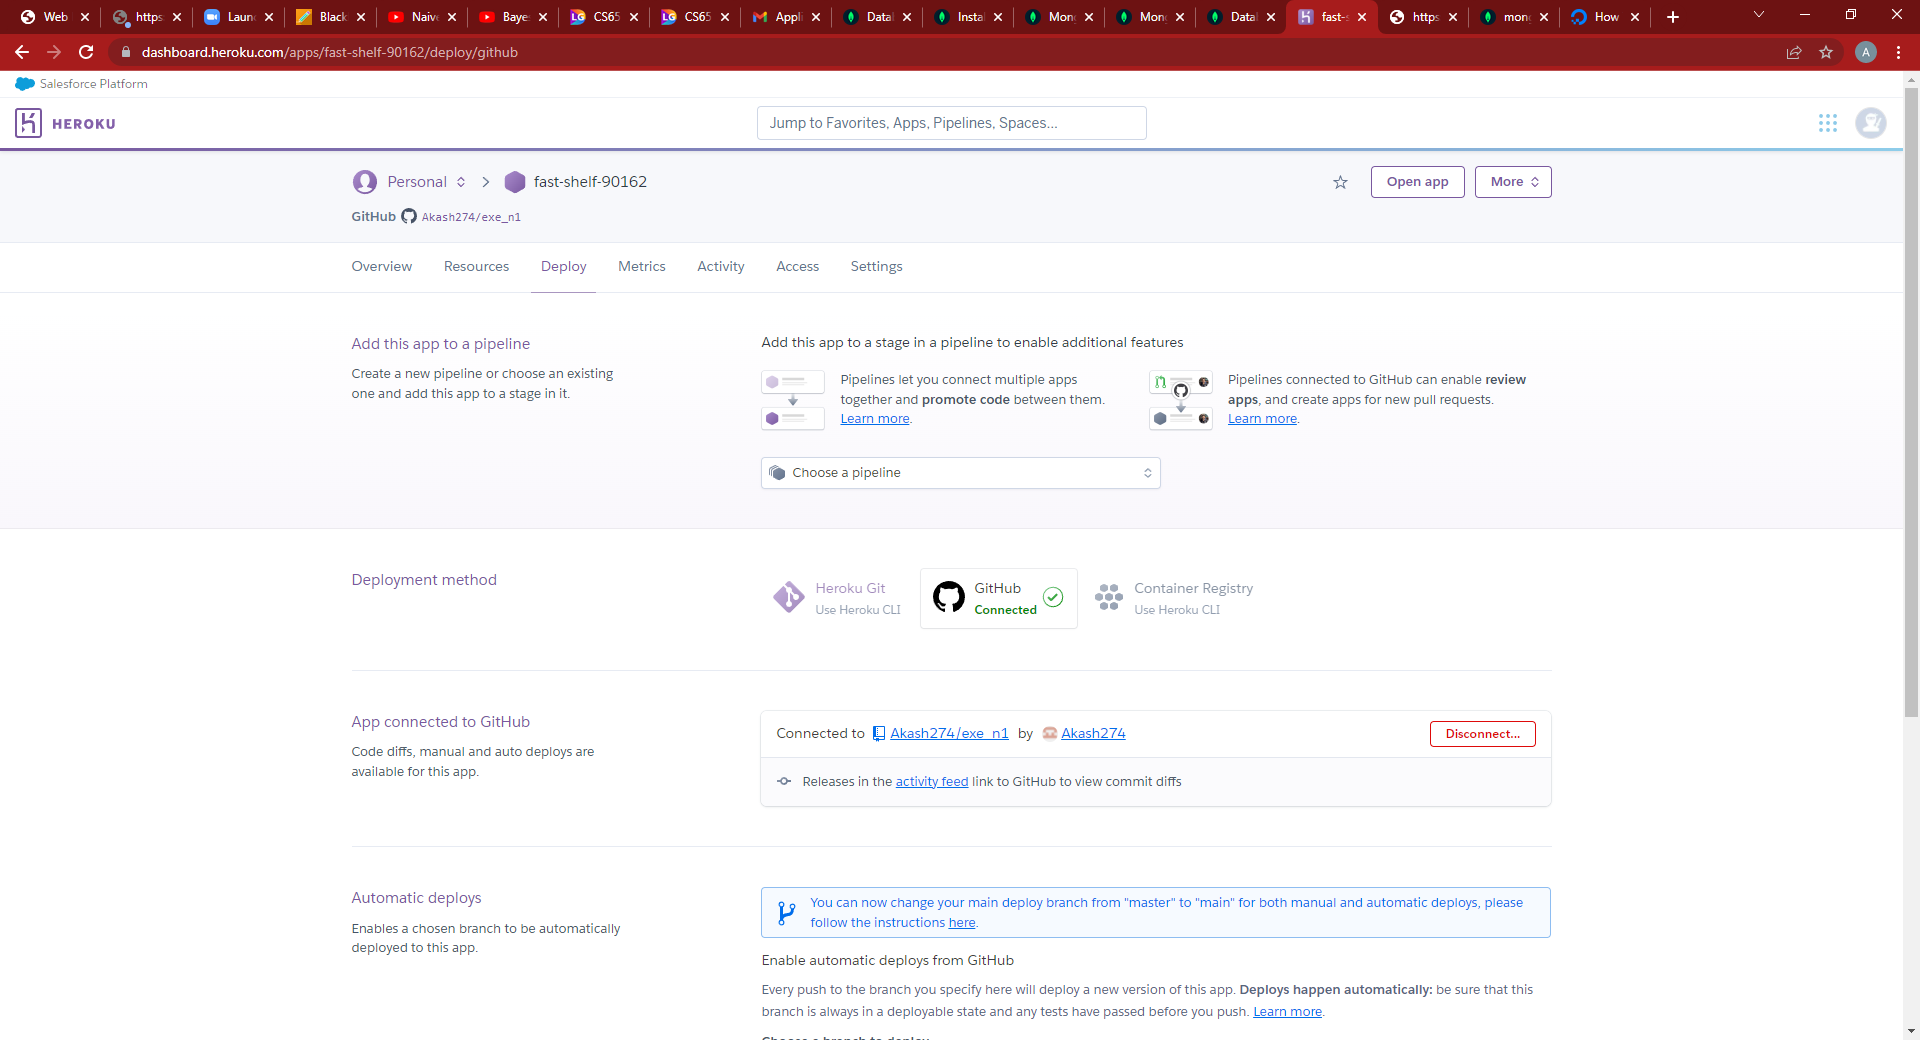 Web
https
Laun
Black
Naive
Bayes
CS65
CS65
Appli
Datal
Instal
Mon
Mon
Datal
fast-s
https
mon
How
dashboard.heroku.com/apps/fast-shelf-90162/deploy/github
A
Salesforce Platform
HEROKU
Jump to Favorites, Apps, Pipelines, Spaces...
Personal
fast-shelf-90162
Open app
More
GitHub Akash274/exe_n1
Overview
Resources
Deploy
Metrics
Activity
Access
Settings
Add this app to a pipeline
Create a new pipeline or choose an existing
one and add this app to a stage in it.
Add this app to a stage in a pipeline to enable additional features
Pipelines let you connect multiple apps
together and promote code between them.
Learn more.
Pipelines connected to GitHub can enable review
apps, and create apps for new pull requests.
Learn more.
Choose a pipeline
Deployment method
Heroku Git
Use Heroku CLI
GitHub
Connected
Container Registry
Use Heroku CLI
App connected to GitHub
Code diffs, manual and auto deploys are
available for this app.
Connected to Akash274/exe_n1 by Akash274
Disconnect...
Releases in the activity feed link to GitHub to view commit diffs
Automatic deploys
Enables a chosen branch to be automatically
deployed to this app.
You can now change your main deploy branch from "master" to "main" for both manual and automatic deploys, please
follow the instructions here.
Enable automatic deploys from GitHub
Every push to the branch you specify here will deploy a new version of this app. Deploys happen automatically: be sure that this
branch is always in a deployable state and any tests have passed before you push. Learn more.
Choose a branch to deploy